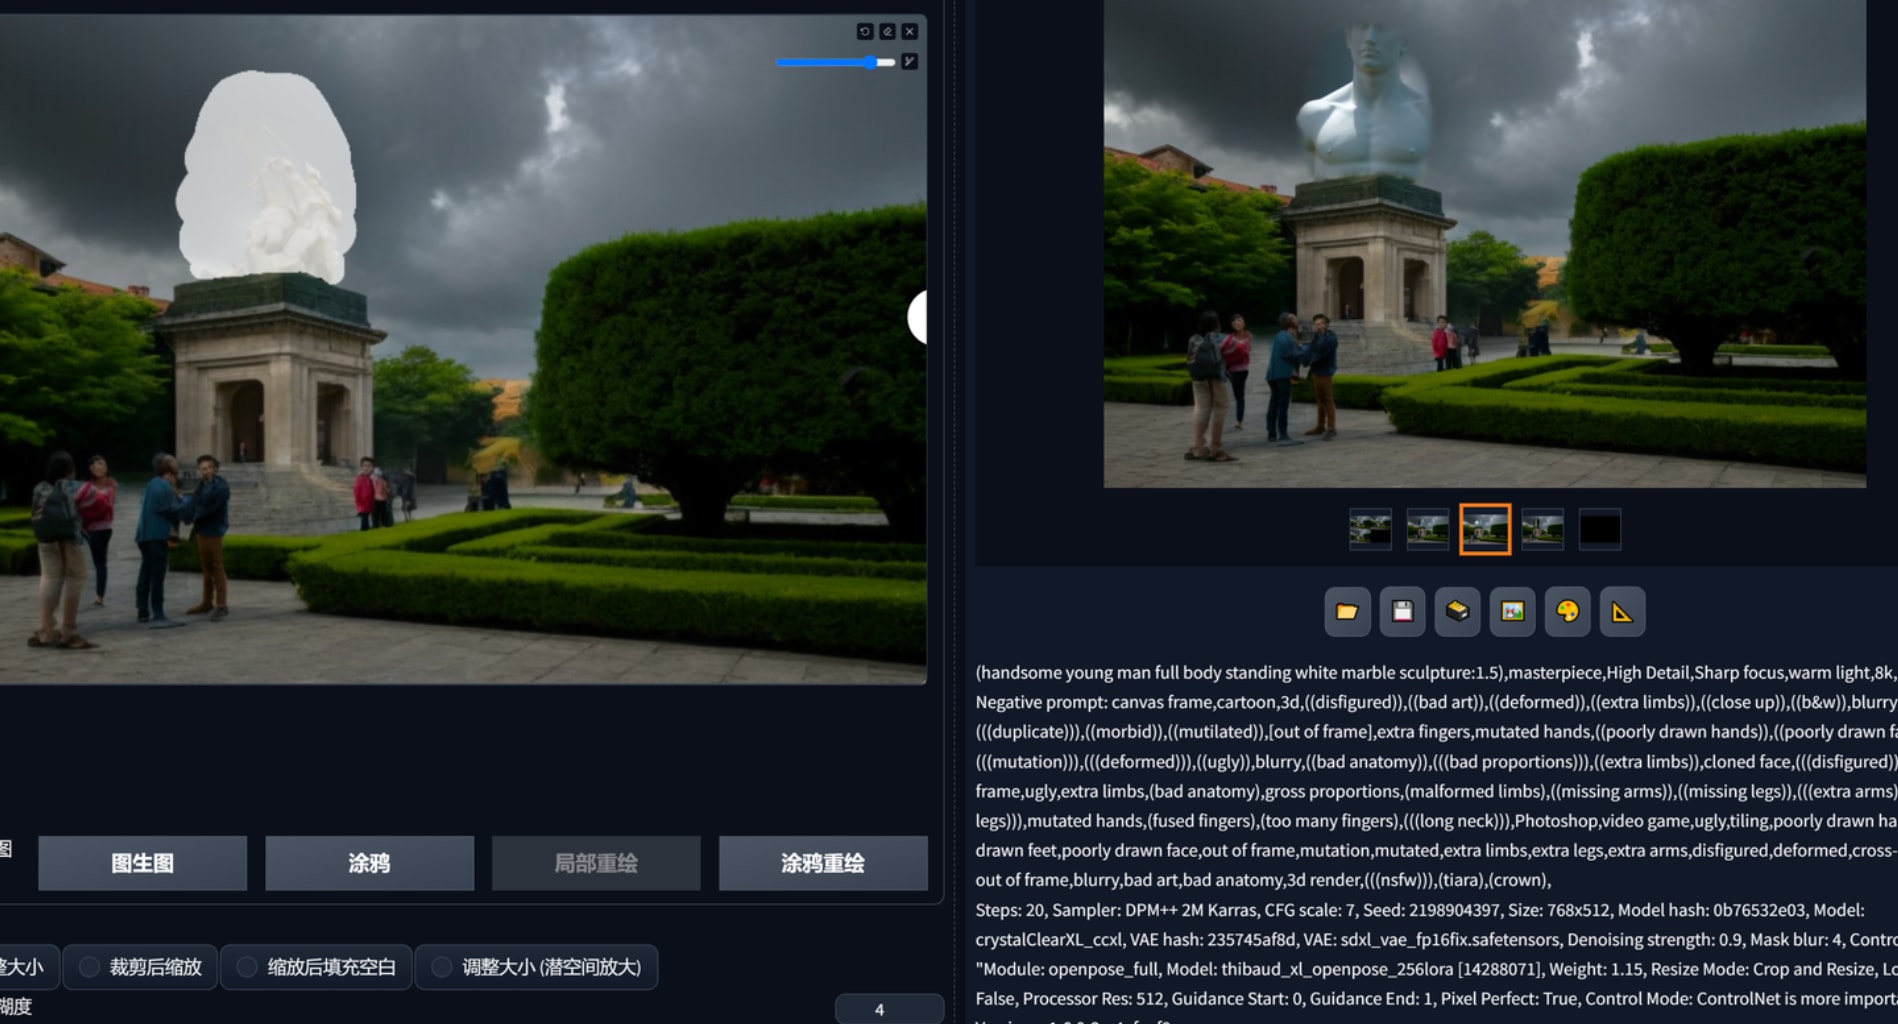 图
图生图
涂鸦
局部重绘
涂鸦重绘
整大小
裁剪后缩放
缩放后填充空白
调整大小 (潜空间放大)
糊度
4
(handsome young man full body standing white marble sculpture:1.5),masterpiece,High Detail,Sharp focus,warm light,8k,
Negative prompt: canvas frame,cartoon,3d,((disfigured)),((bad art)),((deformed)),((extra limbs)),((close up)),((b&w)),blurry
(((duplicate))),((morbid)),((mutilated)),[out of frame],extra fingers,mutated hands,((poorly drawn hands)),((poorly drawn fa
(((mutation))),(((deformed))),((ugly)),blurry,((bad anatomy)),(((bad proportions))),((extra limbs)),cloned face,(((disfigured))
frame,ugly,extra limbs,(bad anatomy),gross proportions,(malformed limbs),((missing arms)),((missing legs)),(((extra arms)
legs))),mutated hands,(fused fingers),(too many fingers),(((long neck))),Photoshop,video game,ugly,tiling,poorly drawn ha
drawn feet,poorly drawn face,out of frame,mutation,mutated,extra limbs,extra legs,extra arms,disfigured,deformed,cross-
out of frame,blurry,bad art,bad anatomy,3d render,(((nsfw))),(tiara),(crown),
Steps: 20, Sampler: DPM++ 2M Karras, CFG scale: 7, Seed: 2198904397, Size: 768x512, Model hash: 0b76532e03, Model:
crystalClearXL_ccxl, VAE hash: 235745af8d, VAE: sdxl_vae_fp16fix.safetensors, Denoising strength: 0.9, Mask blur: 4, Contro
"Module: openpose_full, Model: thibaud_xl_openpose_256lora [14288071], Weight: 1.15, Resize Mode: Crop and Resize, Lo
False, Processor Res: 512, Guidance Start: 0, Guidance End: 1, Pixel Perfect: True, Control Mode: ControlNet is more import